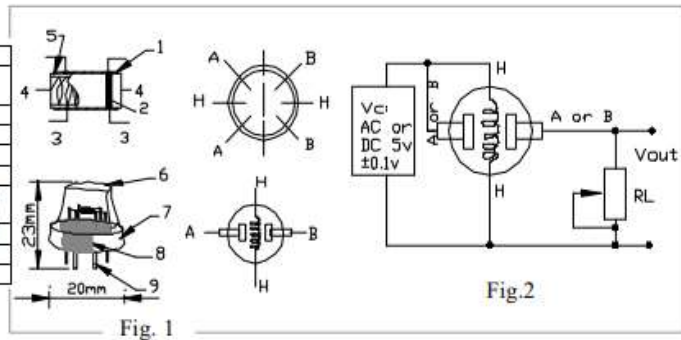 5
1
4
4
2
3
3
A
B
H
H
A
B
6
7
8
9
23mm
20mm
A
B
H
H
Fig. 1
Vc:
AC or
DC 5v
±0.1v
A or B
H
H
A or B
Vout
RL
Fig.2